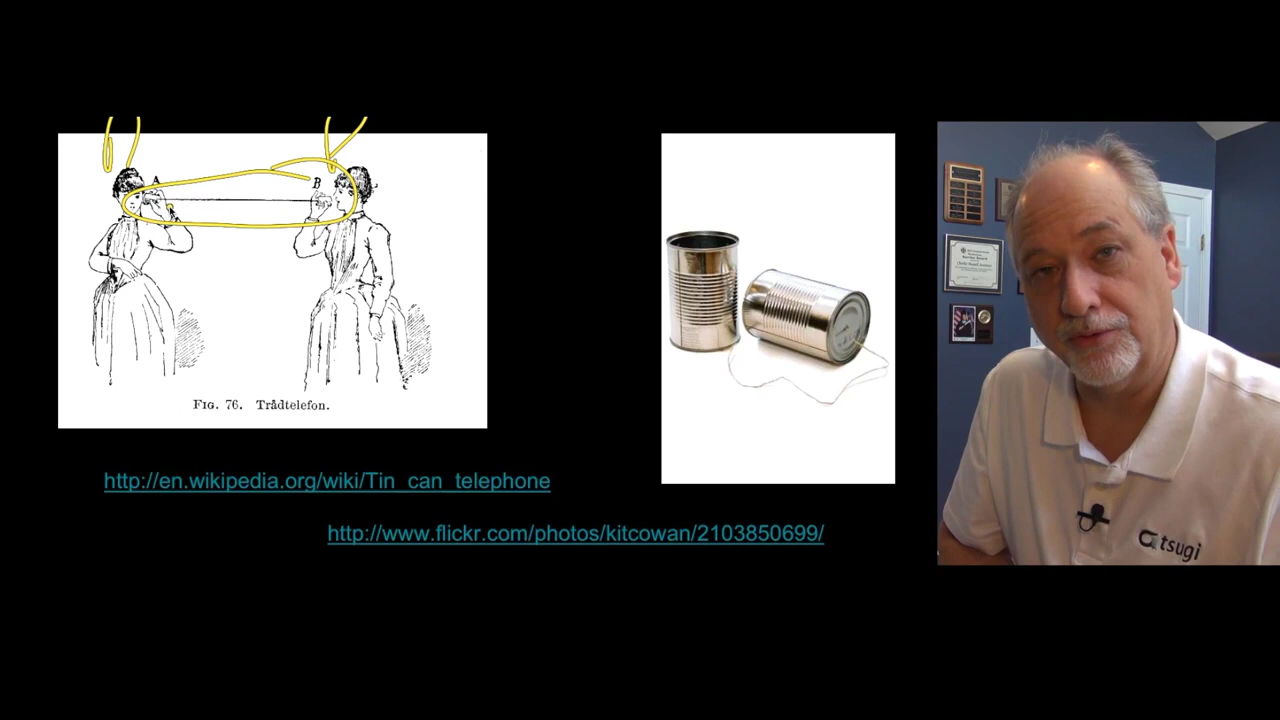 A
B
FIG. 76. Trådtelefon.
http://en.wikipedia.org/wiki/Tin_can_telephone
http://www.flickr.com/photos/kitcowan/2103850699/
tsugi